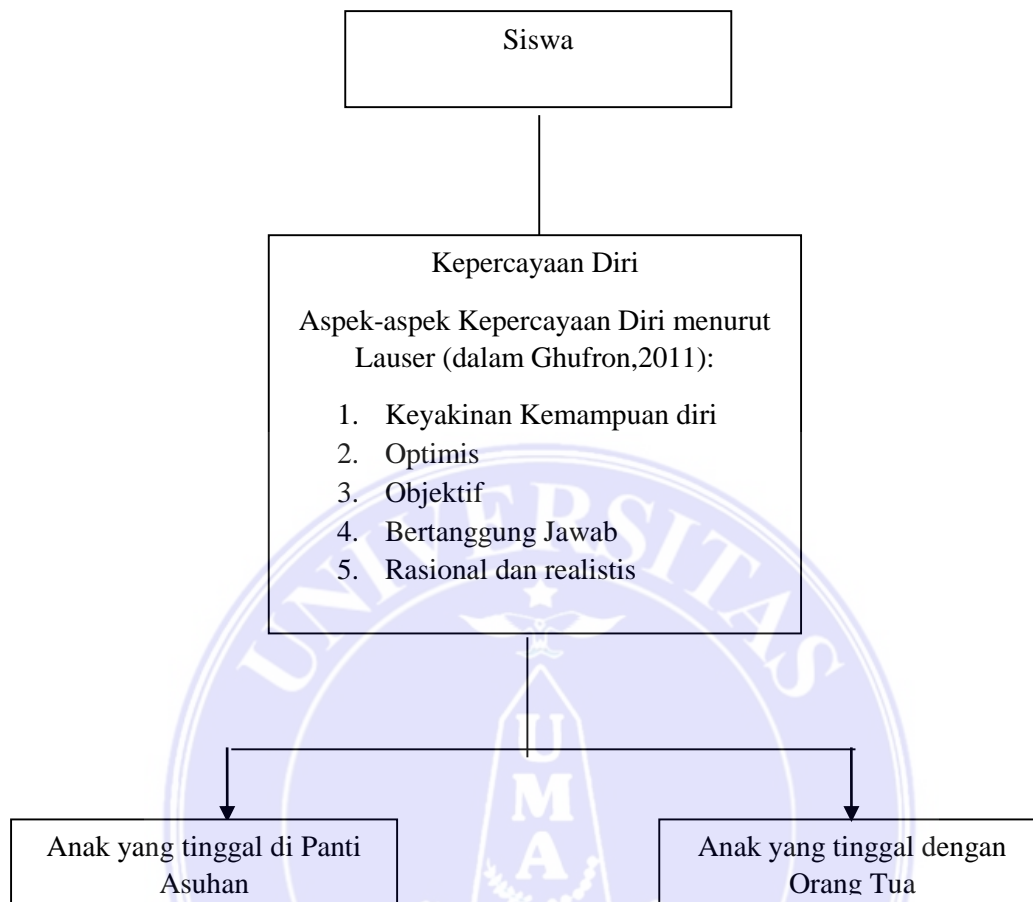 Siswa
Kepercayaan Diri
Aspek-aspek Kepercayaan Diri menurut
Lauser (dalam Ghufron,2011):
1. Keyakinan Kemampuan diri
2. Optimis
3. Objektif
4. Bertanggung Jawab
5. Rasional dan realistis
UNIVERSITAS
UMA
Anak yang tinggal di Panti
Asuhan
Anak yang tinggal dengan
Orang Tua